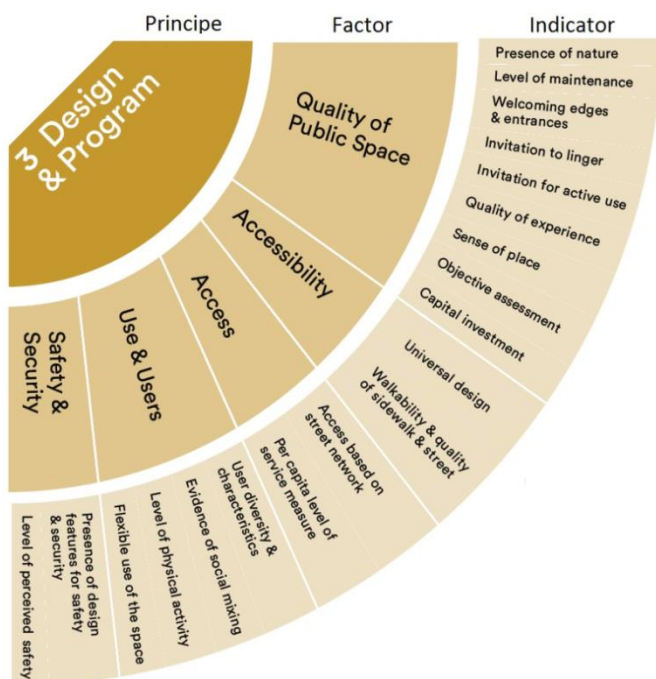 Principe
Factor
Indicator
3 Design
& Program
Quality of
Public Space
Accessibility
Access
Use & Users
Safety &
Security
Presence of nature
Level of maintenance
Welcoming edges
& entrances
Invitation to linger
Invitation for active use
Quality of experience
Sense of place
Objective assessment
Capital investment
Universal design
Walkability & quality
of sidewalk & street
Access based on
street network
Per capita level of
service measure
User diversity &
characteristics
Evidence of social mixing
Level of physical activity
Flexible use of the space
Presence of design
features for safety
& security
Level of perceived safety